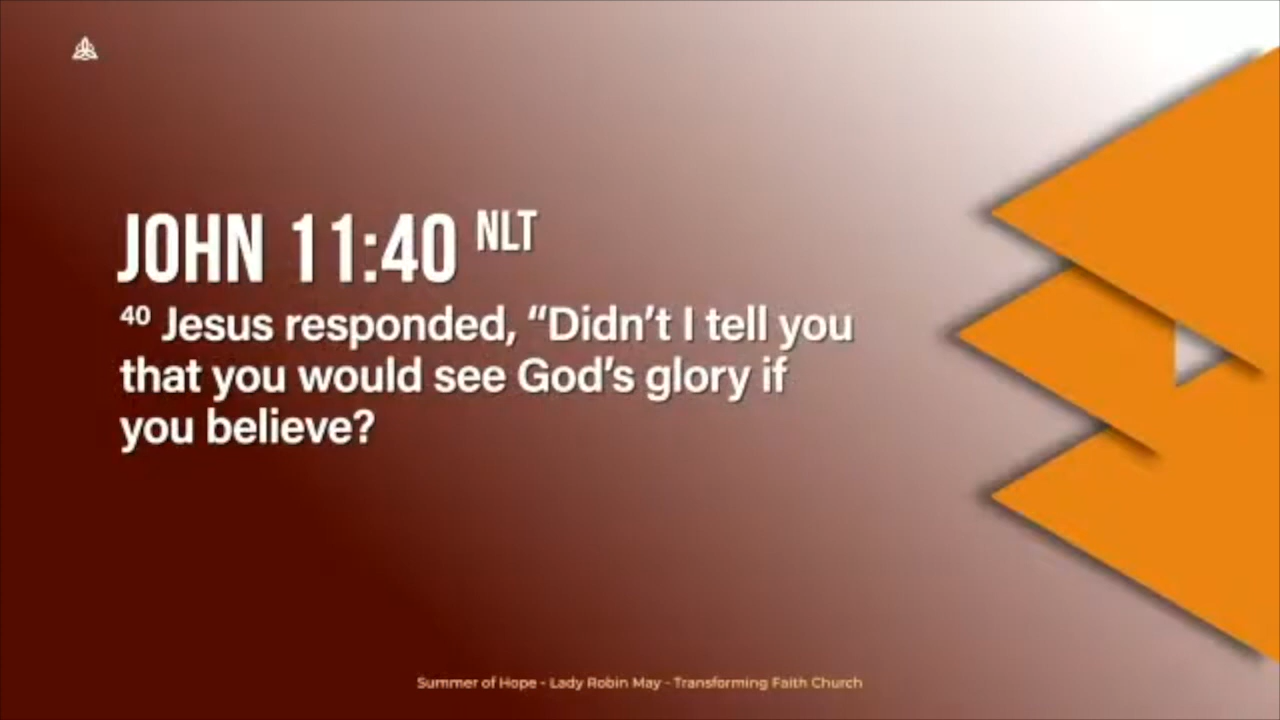 JOHN 11:40 NLT
40 Jesus responded, “Didn’t I tell you
that you would see God’s glory if
you believe?
Summer of Hope - Lady Robin May - Transforming Faith Church